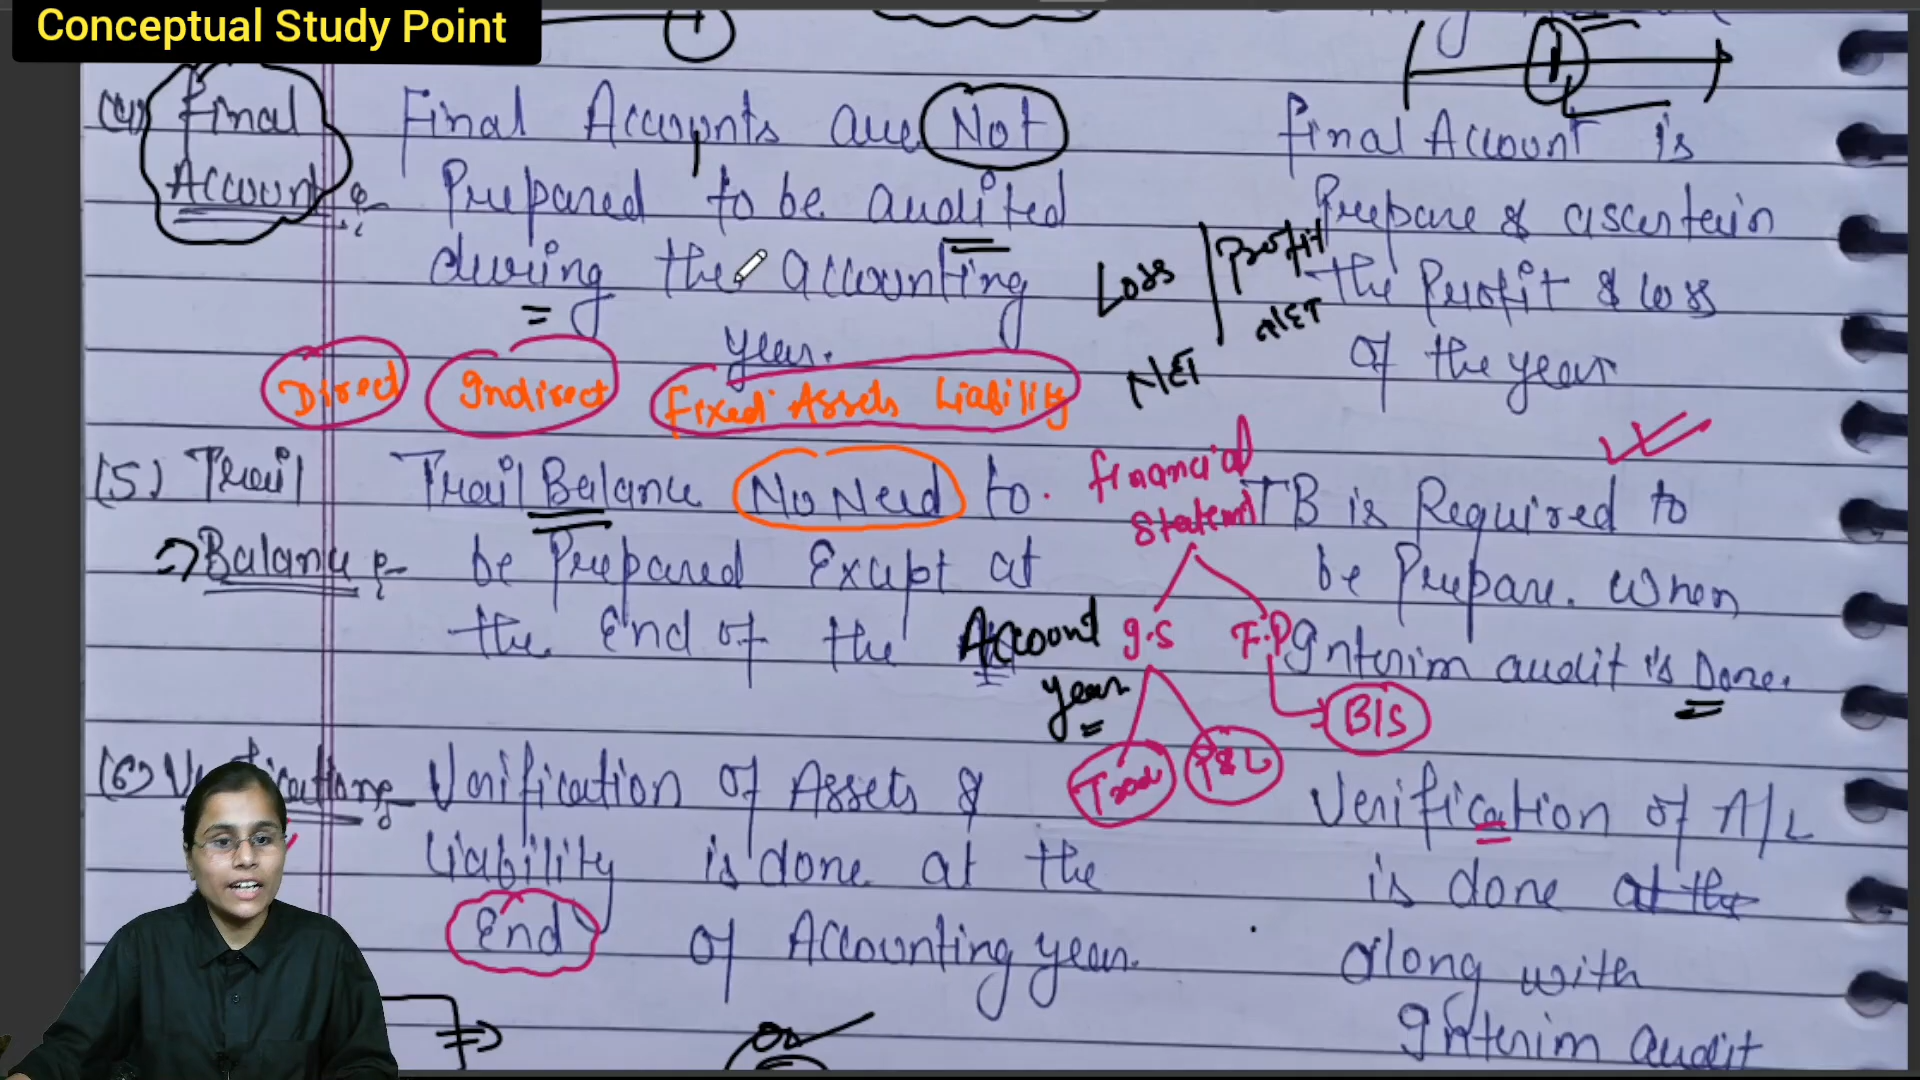 Conceptual Study Point
(4) Final Account :-
Final Accounts are Not
Prepared to be audited
during the accounting
year.
Final Account is
Prepare & ascertain
the Profit & loss
of the year
Loss | Profit
NET NET
Direct Indirect Fixed Assets Liability
(5) Trail
Balance :-
Trail Balance No Need to
be Prepared Except at
the End of the Account
year
Financial
Statement
I.S F.P
Trad P&L B/S
TB is Required to
be Prepare. When
Interim audit is Done.
(6)
Verification of Assets &
Liability is done at the
End of Accounting year.
Verification of A/L
is done at the
along with
Interim audit
or